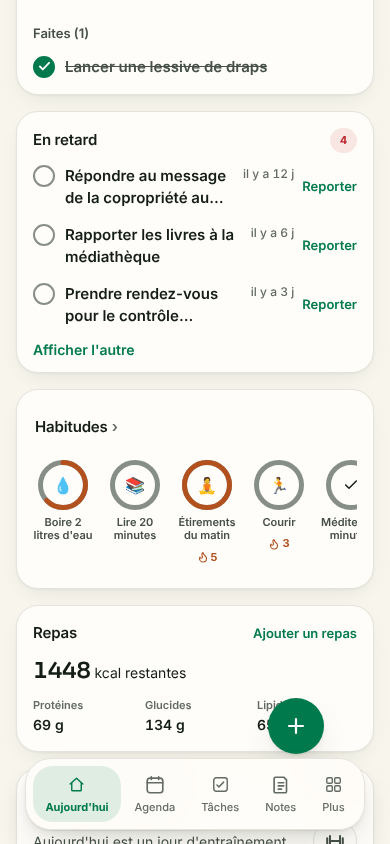 Faites (1)
Lancer une lessive de draps
En retard
4
Répondre au message
de la copropriété au...
il y a 12 j
Reporter
Rapporter les livres à la
médiathèque
il y a 6 j
Reporter
Prendre rendez-vous
pour le contrôle...
il y a 3 j
Reporter
Afficher l'autre
Habitudes ›
Boire 2
litres d'eau
Lire 20
minutes
Étirements
du matin
5
Courir
3
Médite
minut
Repas
Ajouter un repas
1448 kcal restantes
Protéines
69 g
Glucides
134 g
Aujourd'hui
Agenda
Tâches
Notes
Plus
Aujourd'hui est un jour d'entraînement